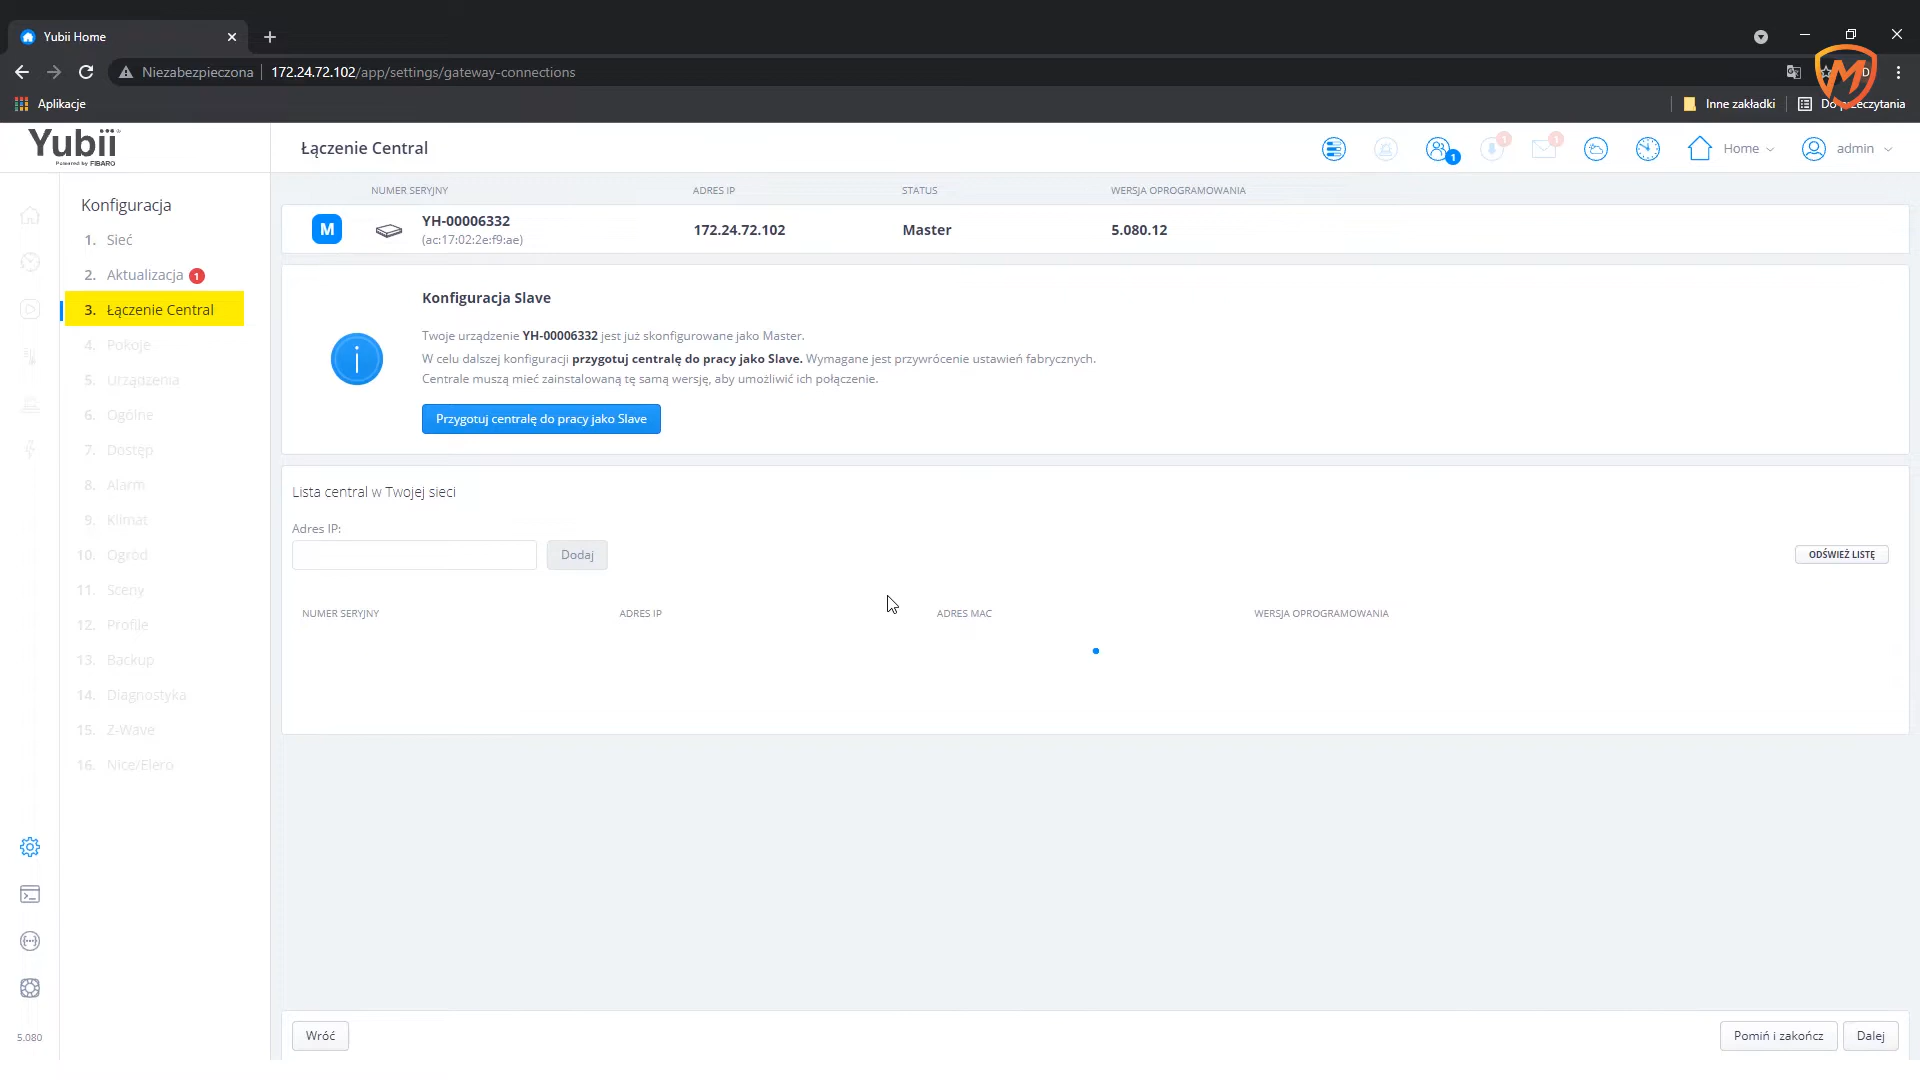 Yubii Home
Niezabezpieczona
172.24.72.102/app/settings/gateway-connections
Aplikacje
Inne zakładki
Yubii
Powered by FIBARO
Łączenie Central
1
1
1
Home
admin
Konfiguracja
1. Sieć
2. Aktualizacja 1
3. Łączenie Central
4. Pokoje
5. Urządzenia
6. Ogólne
7. Dostęp
8. Alarm
9. Klimat
10. Ogród
11. Sceny
12. Profile
13. Backup
14. Diagnostyka
15. Z-Wave
16. Nice/Elero
5.080
NUMER SERYJNY ADRES IP STATUS WERSJA OPROGRAMOWANIA
M YH-00006332 172.24.72.102 Master 5.080.12
(ac:17:02:2e:f9:ae)
Konfiguracja Slave
Twoje urządzenie YH-00006332 jest już skonfigurowane jako Master.
W celu dalszej konfiguracji przygotuj centralę do pracy jako Slave. Wymagane jest przywrócenie ustawień fabrycznych.
Centrale muszą mieć zainstalowaną tę samą wersję, aby umożliwić ich połączenie.
Przygotuj centralę do pracy jako Slave
Lista central w Twojej sieci
Adres IP:
Dodaj
ODŚWIEŻ LISTĘ
NUMER SERYJNY ADRES IP ADRES MAC WERSJA OPROGRAMOWANIA
Wróć
Pomiń i zakończ
Dalej